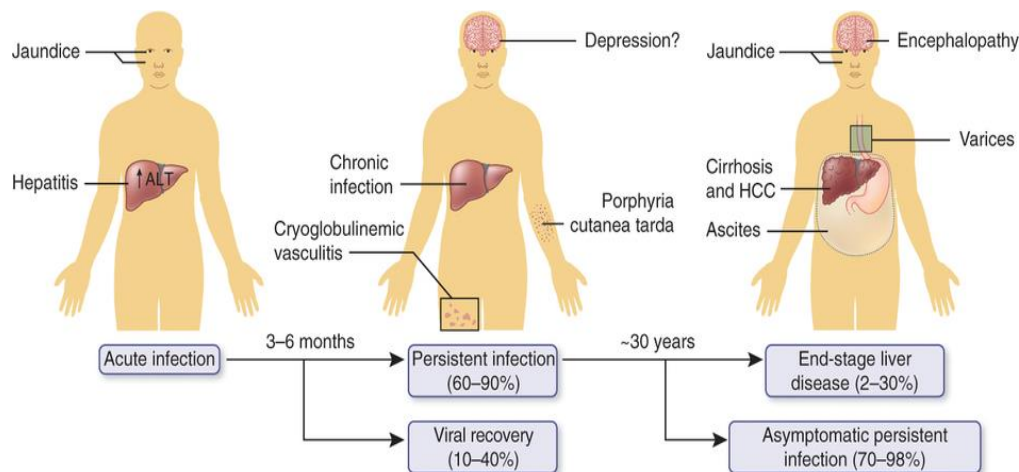 Jaundice
Hepatitis
↑ ALT
Depression?
Chronic
infection
Cryoglobulinemic
vasculitis
Porphyria
cutanea tarda
Jaundice
Encephalopathy
Varices
Cirrhosis
and HCC
Ascites
Acute infection
3–6 months
Persistent infection
(60–90%)
~30 years
End-stage liver
disease (2–30%)
Viral recovery
(10–40%)
Asymptomatic persistent
infection (70–98%)